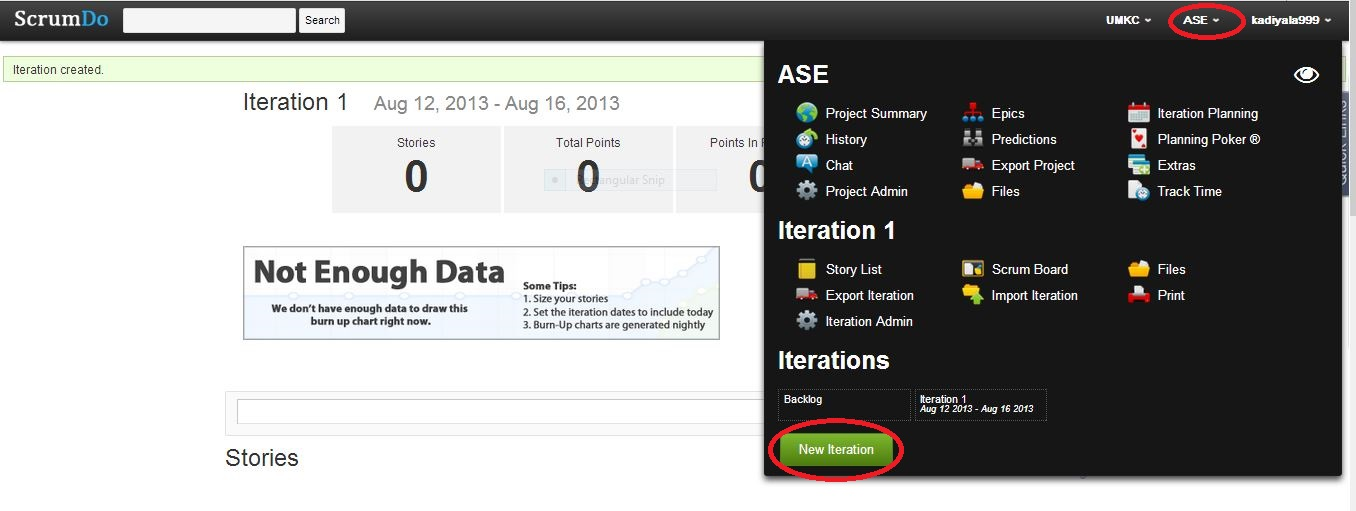 ScrumDo
Search
UMKC
ASE
kadiyala999
Iteration created.
Iteration 1 Aug 12, 2013 - Aug 16, 2013
Stories
0
Total Points
0
Points In
0
Rectangular Snip
Not Enough Data
We don't have enough data to draw this
burn up chart right now.
Some Tips:
1. Size your stories
2. Set the iteration dates to include today
3. Burn-Up charts are generated nightly
Stories
ASE
Project Summary
Epics
Iteration Planning
History
Predictions
Planning Poker ®
Chat
Export Project
Extras
Project Admin
Files
Track Time
Iteration 1
Story List
Scrum Board
Files
Export Iteration
Import Iteration
Print
Iteration Admin
Iterations
Backlog
Iteration 1
Aug 12 2013 - Aug 16 2013
New Iteration